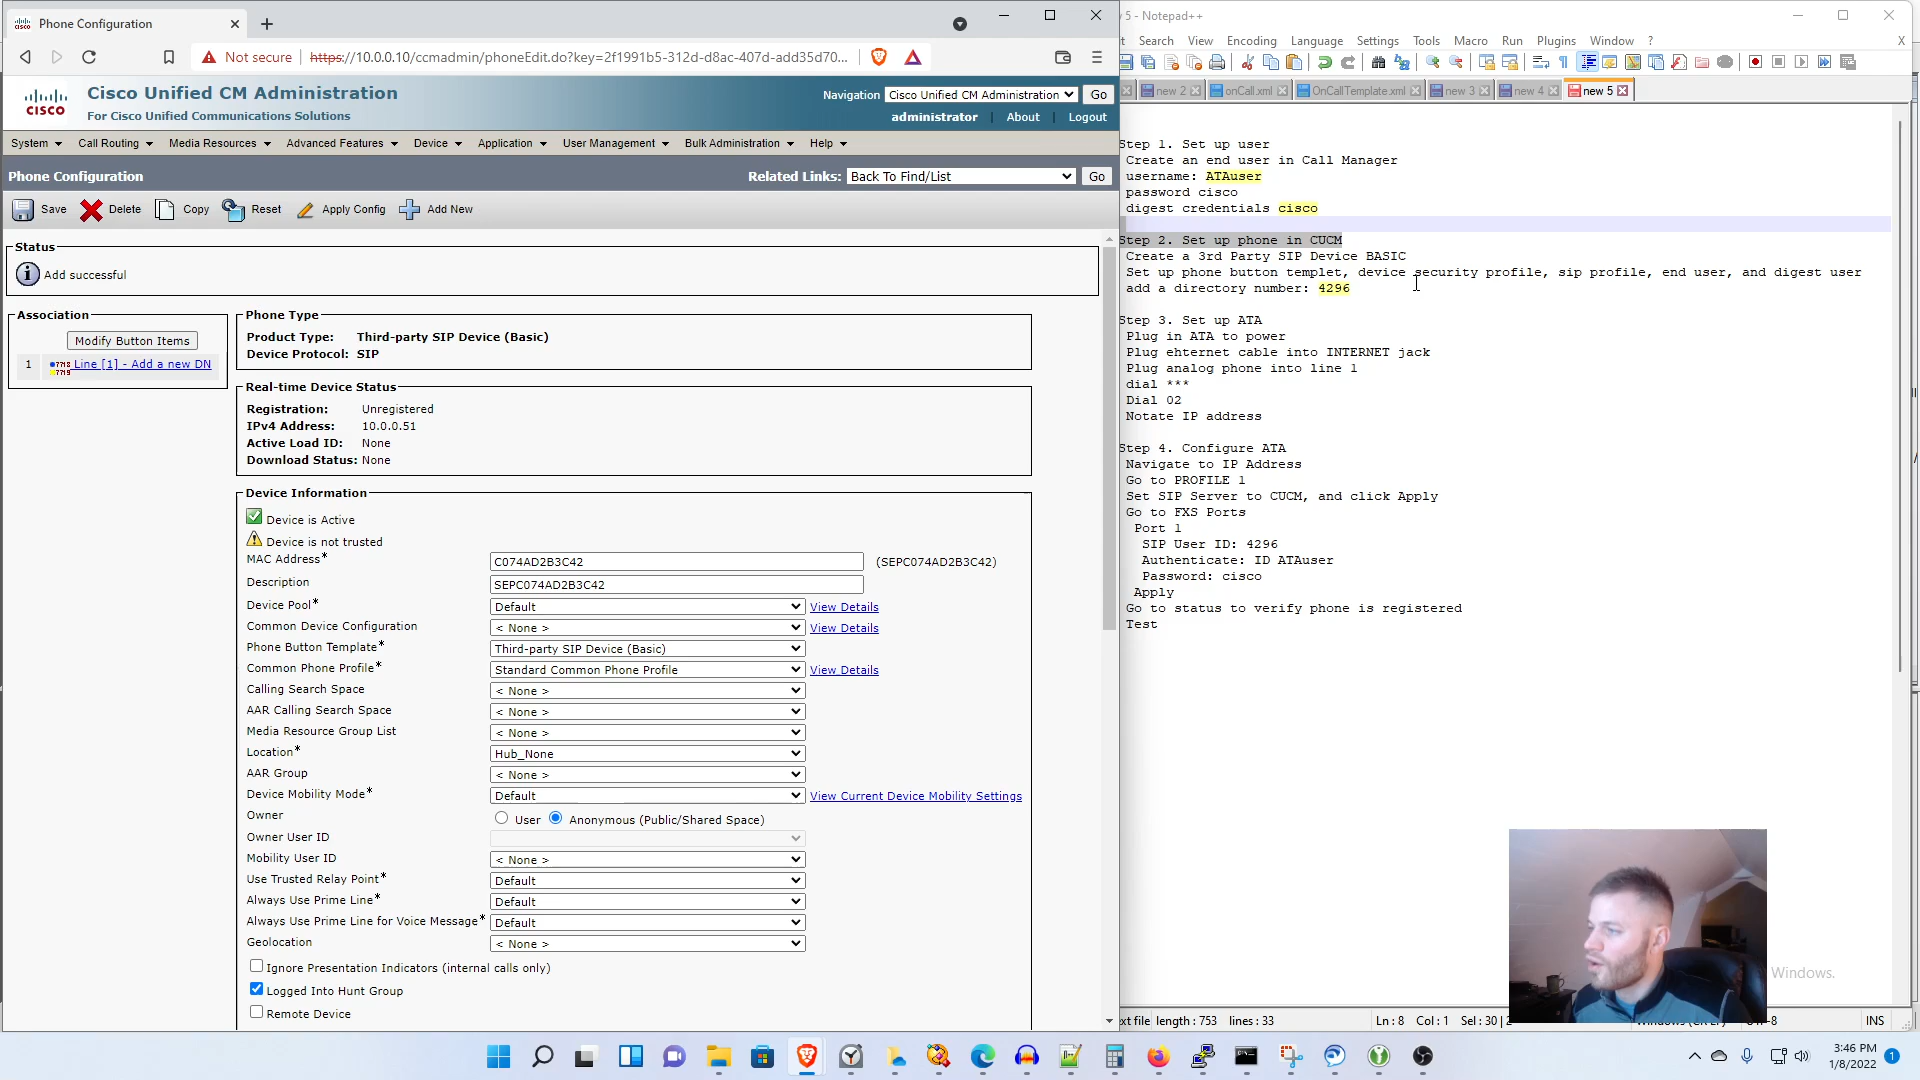 Phone Configuration
Not secure
https://10.0.0.10/ccmadmin/phoneEdit.do?key=2f1991b5-312d-d8ac-407d-add35d70...
cisco
Cisco Unified CM Administration
For Cisco Unified Communications Solutions
Navigation Cisco Unified CM Administration Go
administrator | About | Logout
System Call Routing Media Resources Advanced Features Device Application User Management Bulk Administration Help
Phone Configuration
Related Links: Back To Find/List Go
Save Delete Copy Reset Apply Config Add New
Status
Add successful
Association
Modify Button Items
1 Line [1] - Add a new DN
Phone Type
Product Type: Third-party SIP Device (Basic)
Device Protocol: SIP
Real-time Device Status
Registration: Unregistered
IPv4 Address: 10.0.0.51
Active Load ID: None
Download Status: None
Device Information
Device is Active
Device is not trusted
MAC Address* C074AD2B3C42 (SEPC074AD2B3C42)
Description SEPC074AD2B3C42
Device Pool* Default View Details
Common Device Configuration < None > View Details
Phone Button Template* Third-party SIP Device (Basic)
Common Phone Profile* Standard Common Phone Profile View Details
Calling Search Space < None >
AAR Calling Search Space < None >
Media Resource Group List < None >
Location* Hub_None
AAR Group < None >
Device Mobility Mode* Default View Current Device Mobility Settings
Owner User Anonymous (Public/Shared Space)
Owner User ID
Mobility User ID < None >
Use Trusted Relay Point* Default
Always Use Prime Line* Default
Always Use Prime Line for Voice Message* Default
Geolocation < None >
Ignore Presentation Indicators (internal calls only)
Logged Into Hunt Group
Remote Device
5 - Notepad++
Search View Encoding Language Settings Tools Macro Run Plugins Window ? X
new 2 onCall.xml OnCallTemplate.xml new 3 new 4 new 5
Step 1. Set up user
Create an end user in Call Manager
username: ATAuser
password cisco
digest credentials cisco
Step 2. Set up phone in CUCM
Create a 3rd Party SIP Device BASIC
Set up phone button templet, device security profile, sip profile, end user, and digest user
add a directory number: 4296
Step 3. Set up ATA
Plug in ATA to power
Plug ehternet cable into INTERNET jack
Plug analog phone into line 1
dial ***
Dial 02
Notate IP address
Step 4. Configure ATA
Navigate to IP Address
Go to PROFILE 1
Set SIP Server to CUCM, and click Apply
Go to FXS Ports
Port 1
SIP User ID: 4296
Authenticate: ID ATAuser
Password: cisco
Apply
Go to status to verify phone is registered
Test
Windows.
xt file length : 753 lines : 33 Ln : 8 Col : 1 Sel : 30 | INS
3:46 PM
1/8/2022
1